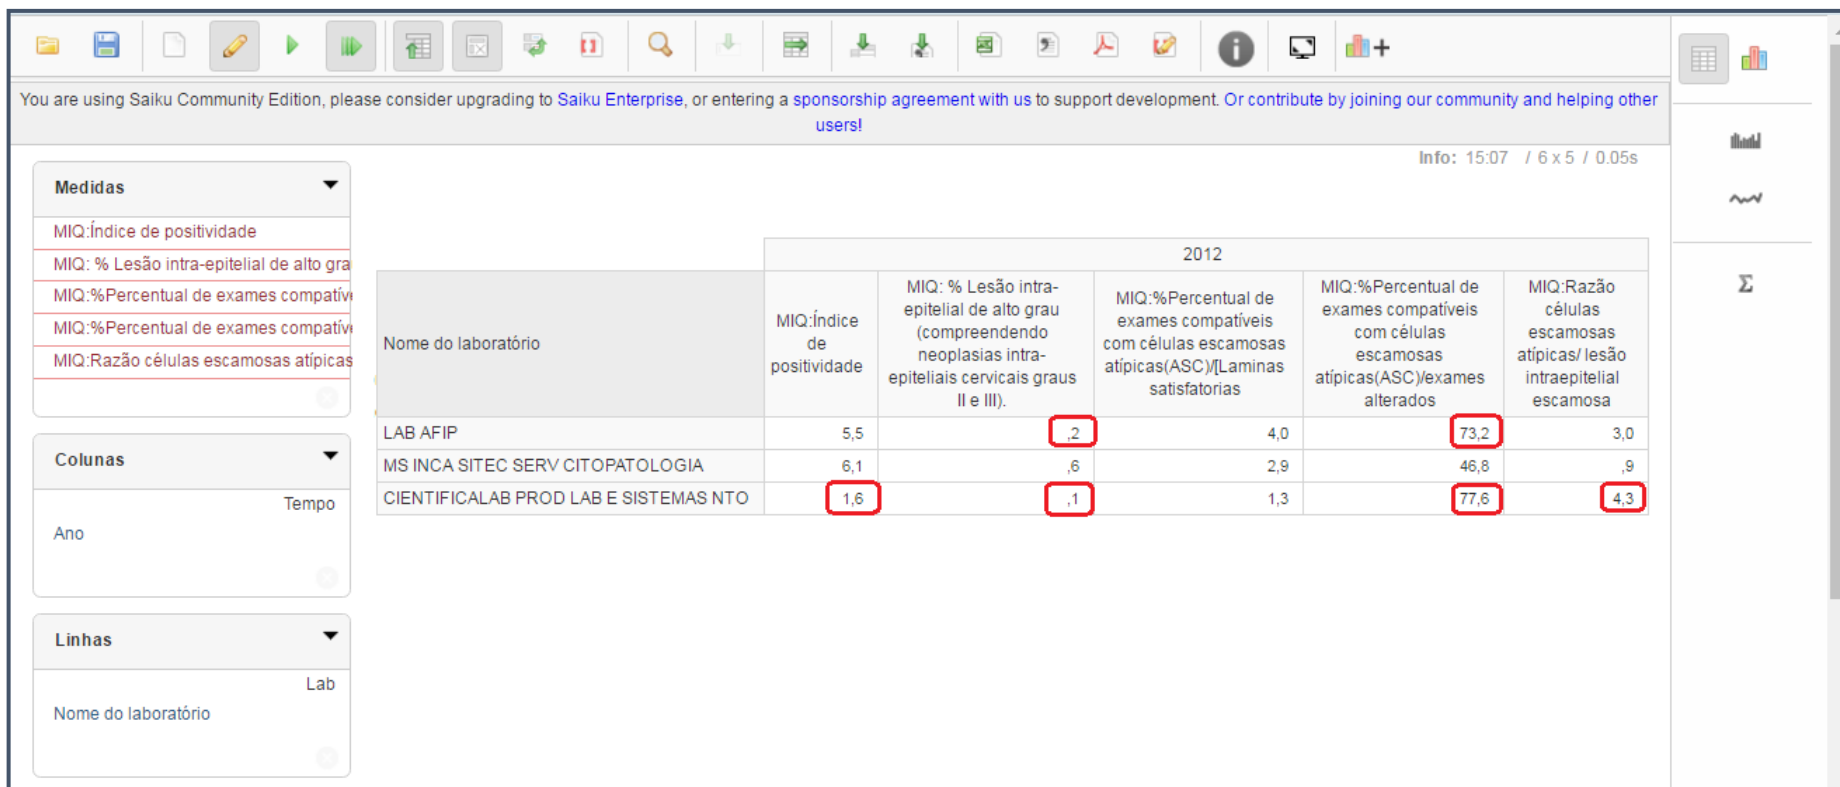 You are using Saiku Community Edition, please consider upgrading to Saiku Enterprise, or entering a sponsorship agreement with us to support development. Or contribute by joining our community and helping other
users!
Info: 15:07 / 6 x 5 / 0.05s
Medidas
MIQ:Índice de positividade
MIQ: % Lesão intra-epitelial de alto gra
MIQ:%Percentual de exames compatív
MIQ:%Percentual de exames compatív
MIQ:Razão células escamosas atípicas
Colunas
Tempo
Ano
Linhas
Lab
Nome do laboratório
2012
Nome do laboratório
MIQ:Índice
de
positividade
MIQ: % Lesão intra-
epitelial de alto grau
(compreendendo
neoplasias intra-
epiteliais cervicais graus
II e III).
MIQ:%Percentual de
exames compatíveis
com células escamosas
atípicas(ASC)/[Laminas
satisfatorias
MIQ:%Percentual de
exames compatíveis
com células
escamosas
atípicas(ASC)/exames
alterados
MIQ:Razão
células
escamosas
atípicas/ lesão
intraepitelial
escamosa
LAB AFIP 5,5 ,2 4,0 73,2 3,0
MS INCA SITEC SERV CITOPATOLOGIA 6,1 ,6 2,9 46,8 ,9
CIENTIFICALAB PROD LAB E SISTEMAS NTO 1,6 ,1 1,3 77,6 4,3